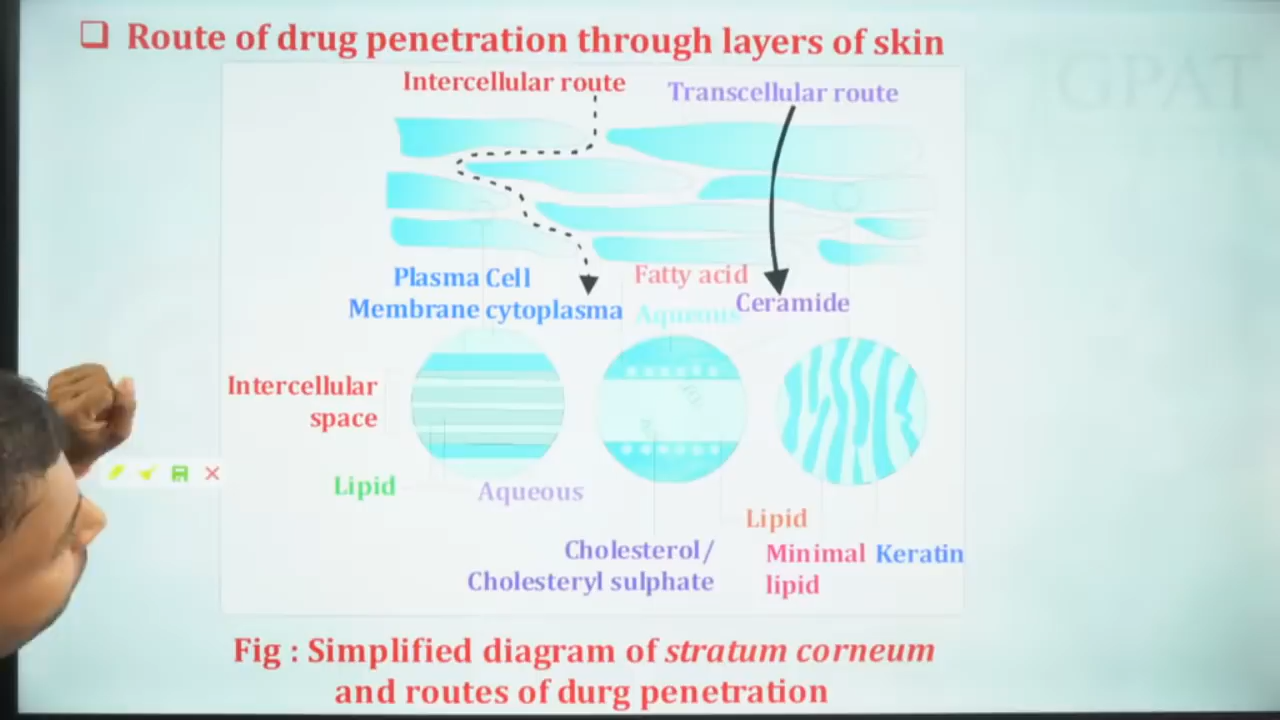 Route of drug penetration through layers of skin
GPAT
Intercellular route
Transcellular route
Plasma Cell
Membrane cytoplasma
Fatty acid
Aqueous
Ceramide
Intercellular
space
Lipid
Aqueous
Lipid
Cholesterol/
Cholesteryl sulphate
Minimal
lipid
Keratin
Fig : Simplified diagram of stratum corneum
and routes of durg penetration